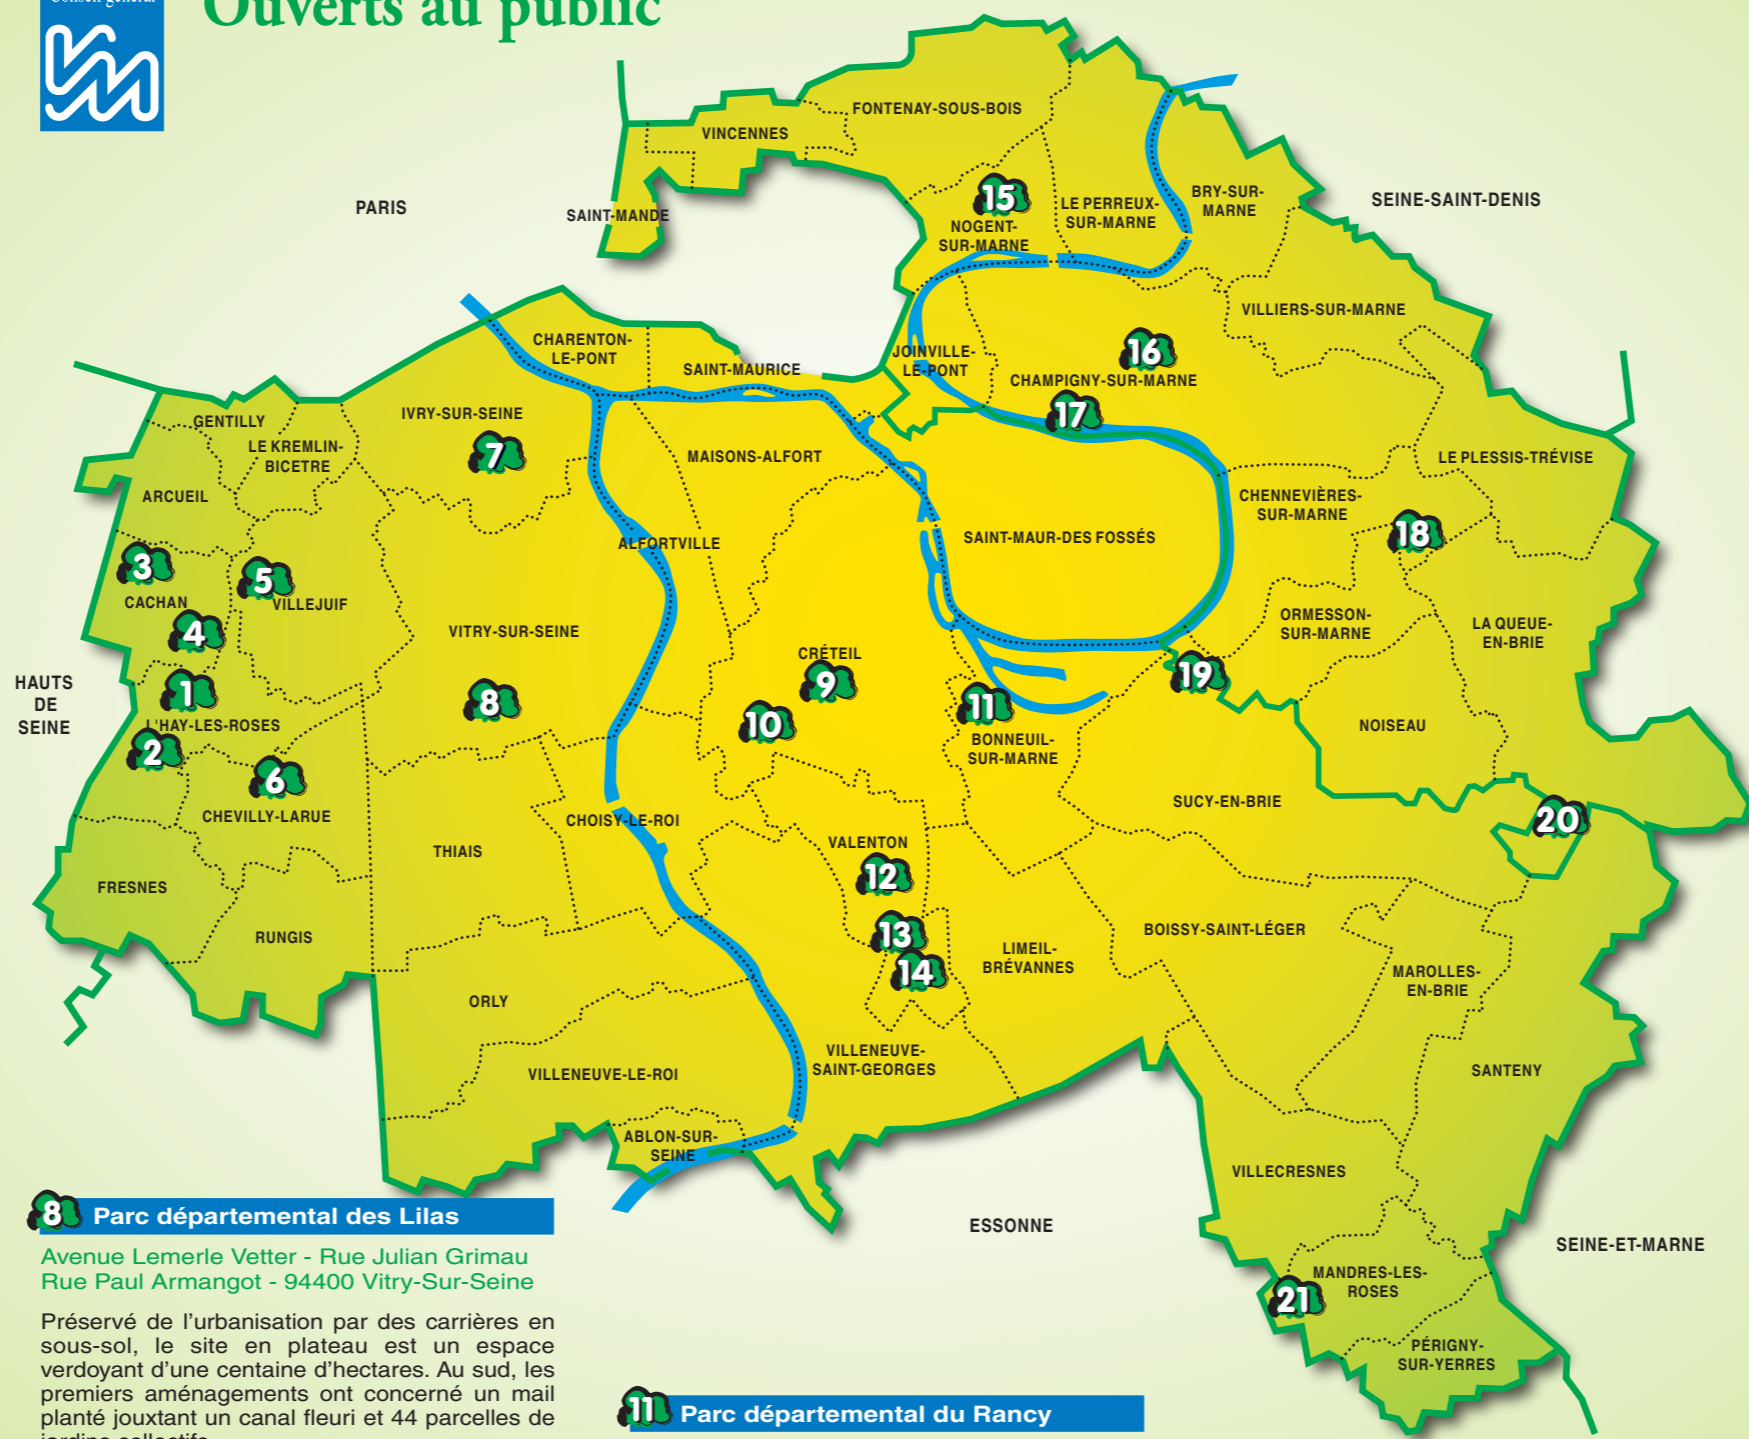 Conseil général
Ouverts au public
FONTENAY-SOUS-BOIS
VINCENNES
PARIS
SAINT-MANDE
15
NOGENT-
SUR-MARNE
LE PERREUX-
SUR-MARNE
BRY-SUR-
MARNE
SEINE-SAINT-DENIS
VILLIERS-SUR-MARNE
CHARENTON-
LE-PONT
SAINT-MAURICE
JOINVILLE-
LE-PONT
16
CHAMPIGNY-SUR-MARNE
17
GENTILLY
LE KREMLIN-
BICETRE
IVRY-SUR-SEINE
7
MAISONS-ALFORT
LE PLESSIS-TRÉVISE
ARCUEIL
CHENNEVIÈRES-
SUR-MARNE
18
ALFORTVILLE
SAINT-MAUR-DES FOSSÉS
3
CACHAN
5
VILLEJUIF
4
VITRY-SUR-SEINE
ORMESSON-
SUR-MARNE
LA QUEUE-
EN-BRIE
CRÉTEIL
9
19
HAUTS
DE
SEINE
1
L'HAY-LES-ROSES
2
8
10
11
BONNEUIL-
SUR-MARNE
NOISEAU
6
CHEVILLY-LARUE
CHOISY-LE-ROI
SUCY-EN-BRIE
20
THIAIS
VALENTON
12
FRESNES
RUNGIS
13
14
LIMEIL-
BRÉVANNES
BOISSY-SAINT-LÉGER
MAROLLES-
EN-BRIE
ORLY
VILLENEUVE-
SAINT-GEORGES
VILLENEUVE-LE-ROI
SANTENY
ABLON-SUR-
SEINE
VILLECRESNES
ESSONNE
SEINE-ET-MARNE
MANDRES-LES-
ROSES
21
PÉRIGNY-
SUR-YERRES
8 Parc départemental des Lilas
Avenue Lemerle Vetter - Rue Julian Grimau
Rue Paul Armangot - 94400 Vitry-Sur-Seine
Préservé de l’urbanisation par des carrières en
sous-sol, le site en plateau est un espace
verdoyant d’une centaine d’hectares. Au sud, les
premiers aménagements ont concerné un mail
planté jouxtant un canal fleuri et 44 parcelles de
jardins collectifs
11 Parc départemental du Rancy